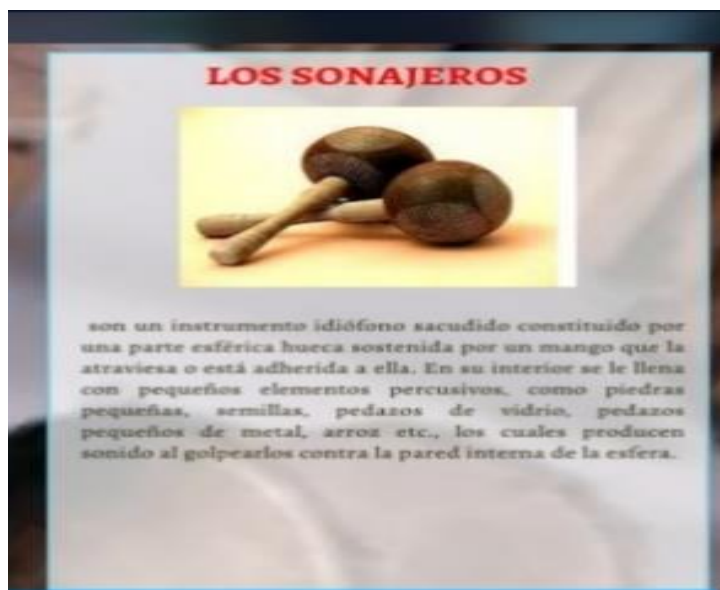 LOS SONAJEROS
son un instrumento idiófono sacudido constituido por
una parte esférica hueca sostenida por un mango que la
atraviesa o está adherida a ella. En su interior se le llena
con pequeños elementos percusivos, como piedras
pequeñas, semillas, pedazos de vidrio, pedazos
pequeños de metal, arroz etc., los cuales producen
sonido al golpearlos contra la pared interna de la esfera.